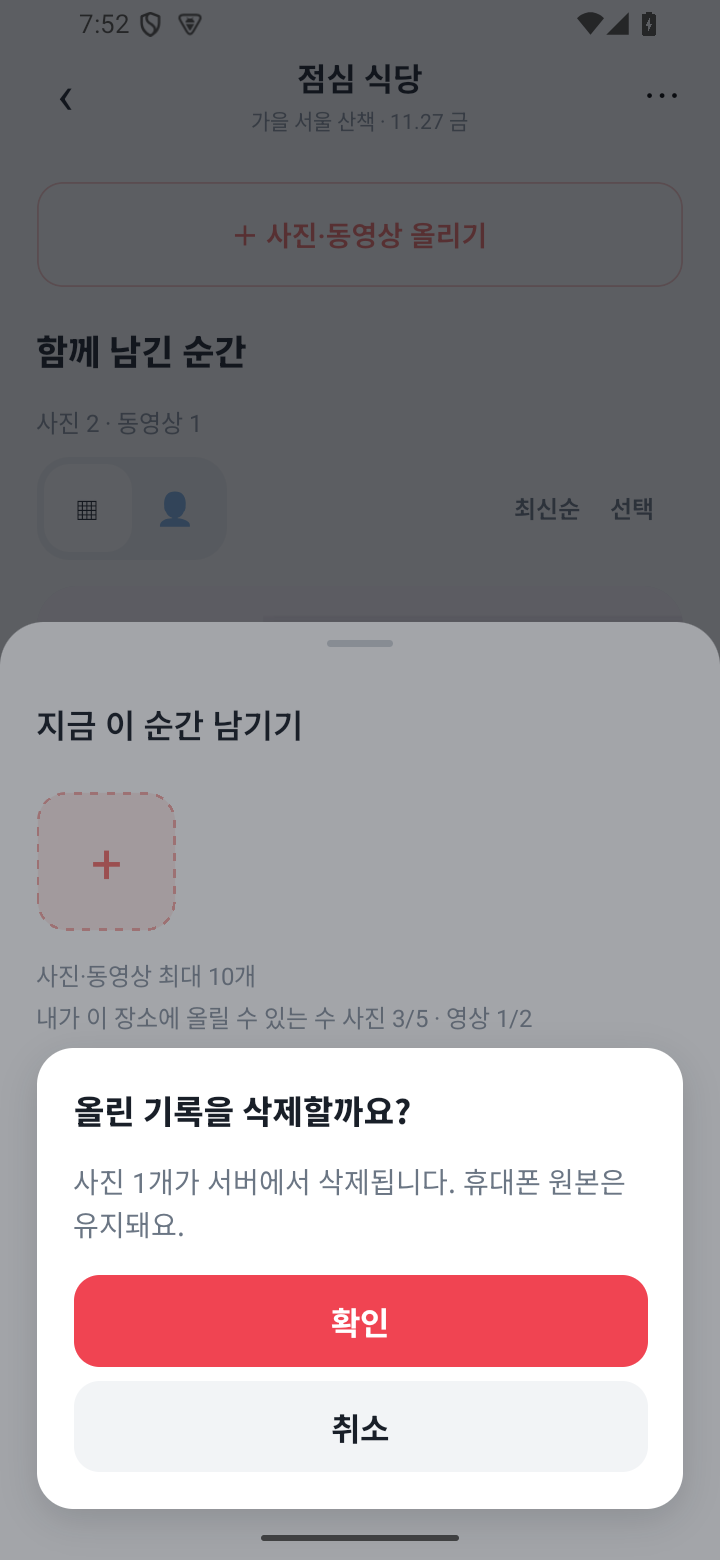 7:52
점심 식당
가을 서울 산책 · 11.27 금
+ 사진·동영상 올리기
함께 남긴 순간
사진 2 · 동영상 1
최신순 선택
지금 이 순간 남기기
+
사진·동영상 최대 10개
내가 이 장소에 올릴 수 있는 수 사진 3/5 · 영상 1/2
올린 기록을 삭제할까요?
사진 1개가 서버에서 삭제됩니다. 휴대폰 원본은
유지돼요.
확인
취소